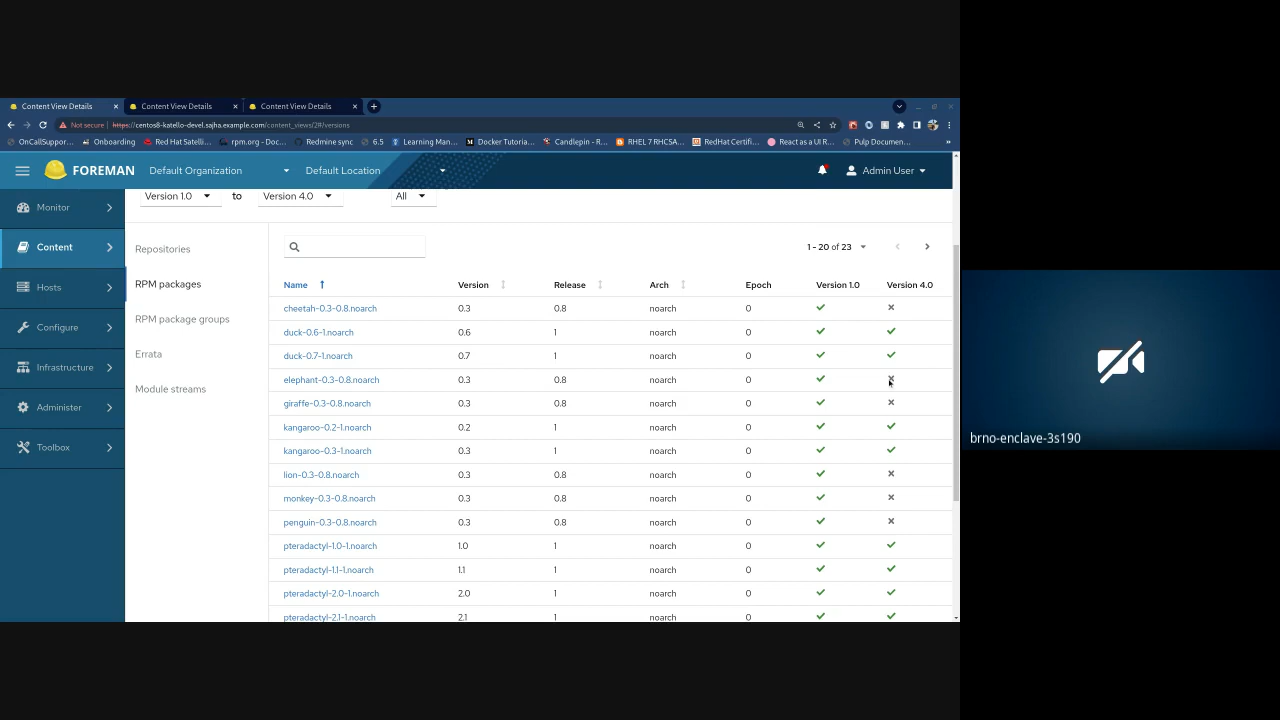 Content View Details × Content View Details × Content View Details ×
Not secure https://centos8-katello-devel.sajha.example.com/content_views/2#/versions
OnCallSuppor... Onboarding Red Hat Satelli... rpm.org - Doc... Redmine sync 6.5 Learning Man... Docker Tutoria... Candlepin - R... RHEL 7 RHCSA... RedHat Certifi... React as a UI R... Pulp Documen... »
FOREMAN Default Organization Default Location Admin User
Monitor
Content
Hosts
Configure
Infrastructure
Administer
Toolbox
Version 1.0 to Version 4.0 All
Repositories
RPM packages
RPM package groups
Errata
Module streams
1 - 20 of 23
Name Version Release Arch Epoch Version 1.0 Version 4.0
cheetah-0.3-0.8.noarch 0.3 0.8 noarch 0
duck-0.6-1.noarch 0.6 1 noarch 0
duck-0.7-1.noarch 0.7 1 noarch 0
elephant-0.3-0.8.noarch 0.3 0.8 noarch 0
giraffe-0.3-0.8.noarch 0.3 0.8 noarch 0
kangaroo-0.2-1.noarch 0.2 1 noarch 0
kangaroo-0.3-1.noarch 0.3 1 noarch 0
lion-0.3-0.8.noarch 0.3 0.8 noarch 0
monkey-0.3-0.8.noarch 0.3 0.8 noarch 0
penguin-0.3-0.8.noarch 0.3 0.8 noarch 0
pteradactyl-1.0-1.noarch 1.0 1 noarch 0
pteradactyl-1.1-1.noarch 1.1 1 noarch 0
pteradactyl-2.0-1.noarch 2.0 1 noarch 0
pteradactyl-2.1-1.noarch 2.1 1 noarch 0
brno-enclave-3s190